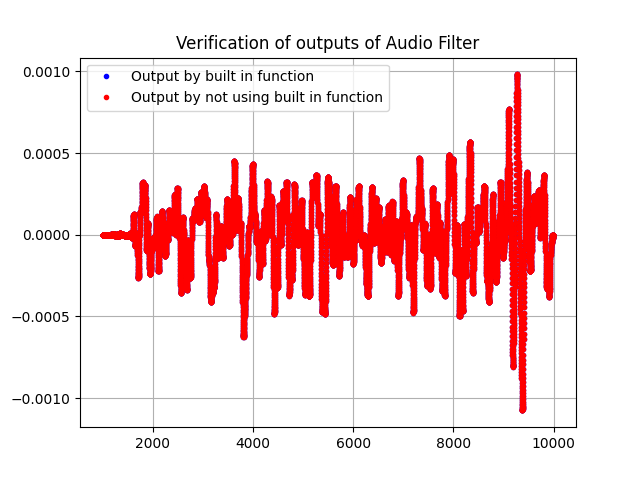 Verification of outputs of Audio Filter
Output by built in function
Output by not using built in function
0.0010
0.0005
0.0000
−0.0005
−0.0010
2000 4000 6000 8000 10000